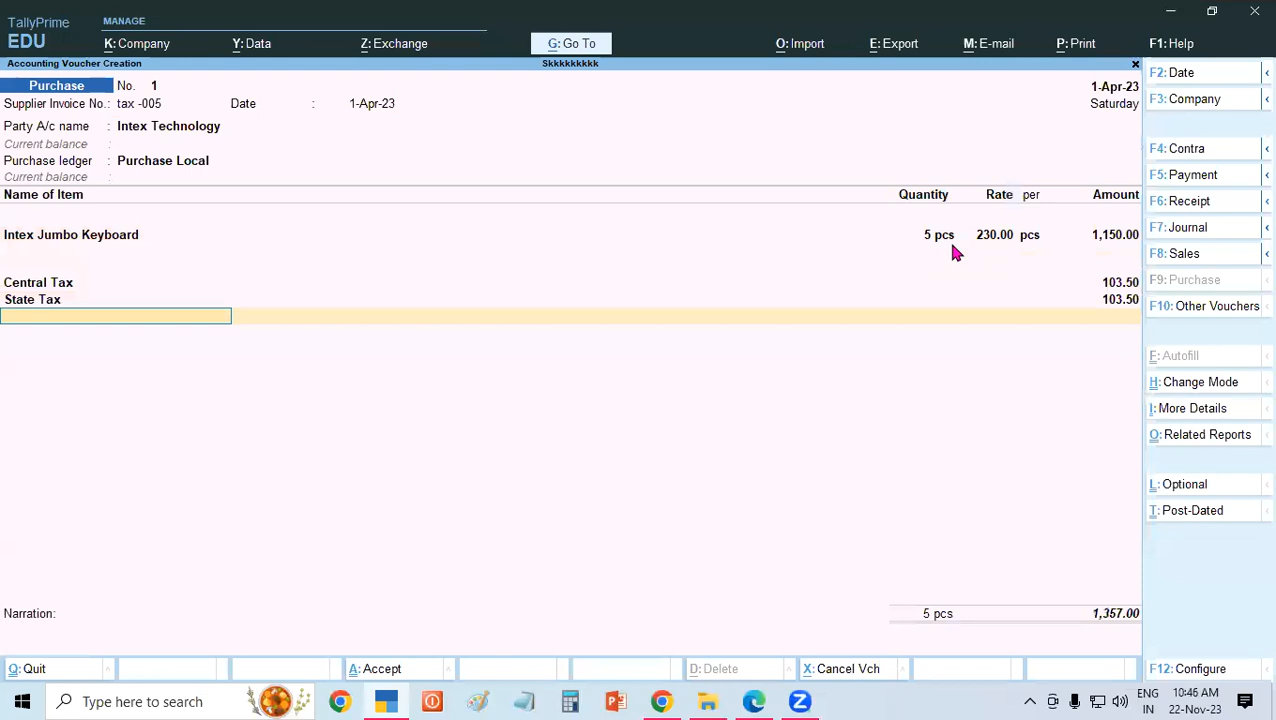 TallyPrime
EDU
MANAGE
K: Company
Y: Data
Z: Exchange
G: Go To
O: Import
E: Export
M: E-mail
P: Print
F1: Help
Accounting Voucher Creation
Skkkkkkkkk
Purchase No. 1
1-Apr-23
Supplier Invoice No.: tax -005 Date : 1-Apr-23
Saturday
Party A/c name : Intex Technology
Current balance :
Purchase ledger : Purchase Local
Current balance :
Name of Item Quantity Rate per Amount
Intex Jumbo Keyboard 5 pcs 230.00 pcs 1,150.00
Central Tax 103.50
State Tax 103.50
Narration: 5 pcs 1,357.00
F2: Date
F3: Company
F4: Contra
F5: Payment
F6: Receipt
F7: Journal
F8: Sales
F9: Purchase
F10: Other Vouchers
F: Autofill
H: Change Mode
I: More Details
O: Related Reports
L: Optional
T: Post-Dated
Q: Quit
A: Accept
D: Delete
X: Cancel Vch
F12: Configure
Type here to search
ENG
IN
10:46 AM
22-Nov-23